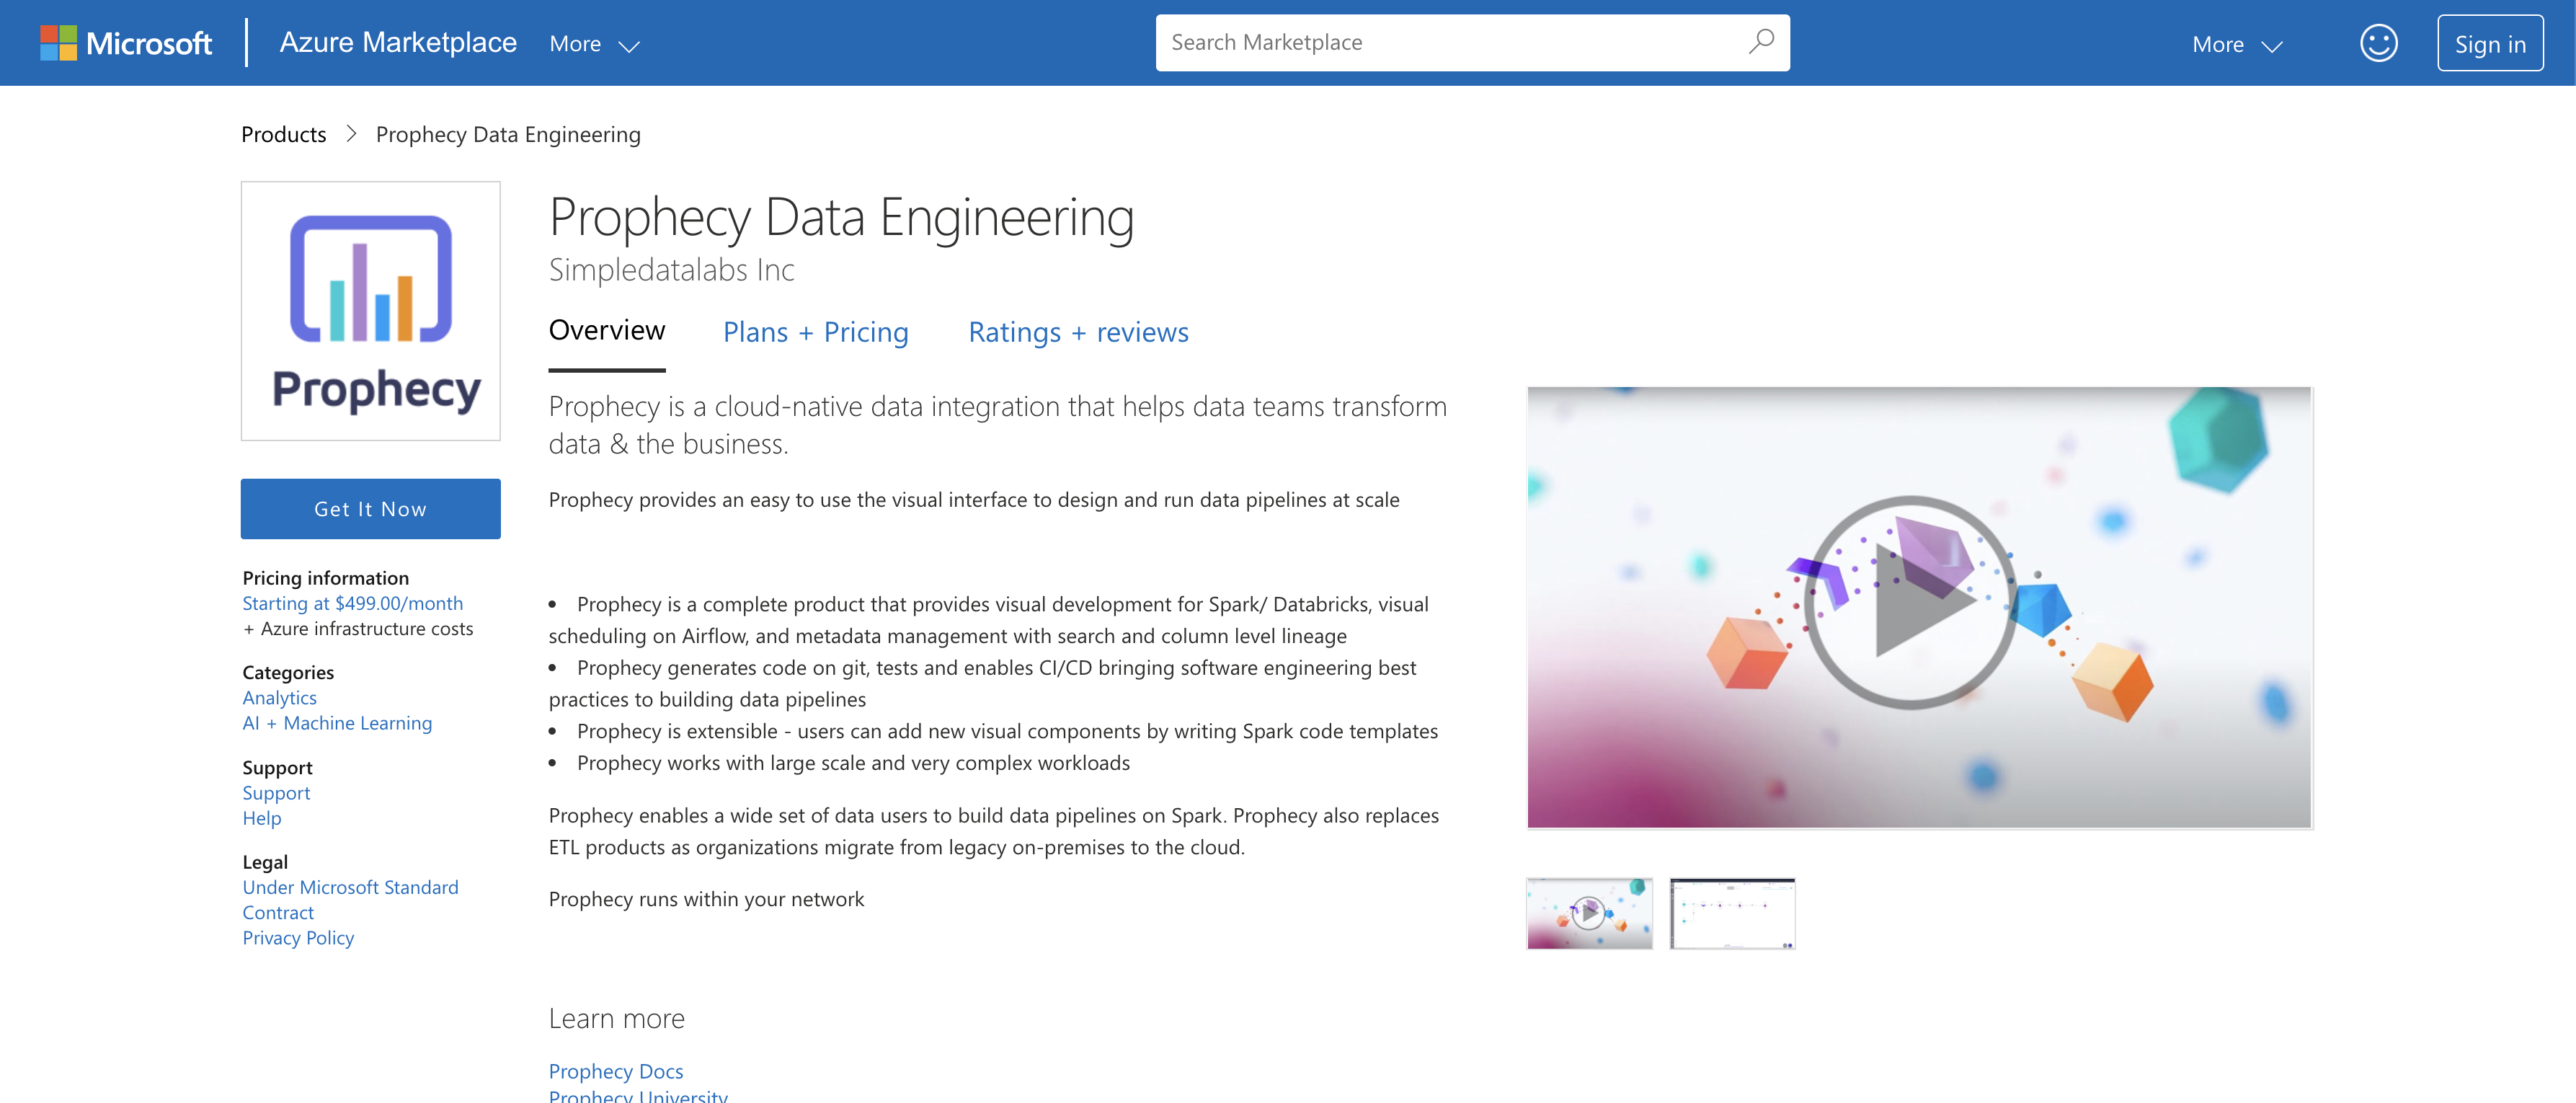 Microsoft
Azure Marketplace
More
Search Marketplace
More
Sign in
Products
Prophecy Data Engineering
Prophecy
Get It Now
Pricing information
Starting at $499.00/month
+ Azure infrastructure costs
Categories
Analytics
AI + Machine Learning
Support
Support
Help
Legal
Under Microsoft Standard
Contract
Privacy Policy
Prophecy Data Engineering
Simpledatalabs Inc
Overview
Plans + Pricing
Ratings + reviews
Prophecy is a cloud-native data integration that helps data teams transform
data & the business.
Prophecy provides an easy to use the visual interface to design and run data pipelines at scale
• Prophecy is a complete product that provides visual development for Spark/ Databricks, visual
scheduling on Airflow, and metadata management with search and column level lineage
• Prophecy generates code on git, tests and enables CI/CD bringing software engineering best
practices to building data pipelines
• Prophecy is extensible - users can add new visual components by writing Spark code templates
• Prophecy works with large scale and very complex workloads
Prophecy enables a wide set of data users to build data pipelines on Spark. Prophecy also replaces
ETL products as organizations migrate from legacy on-premises to the cloud.
Prophecy runs within your network
Learn more
Prophecy Docs
Prophecy University